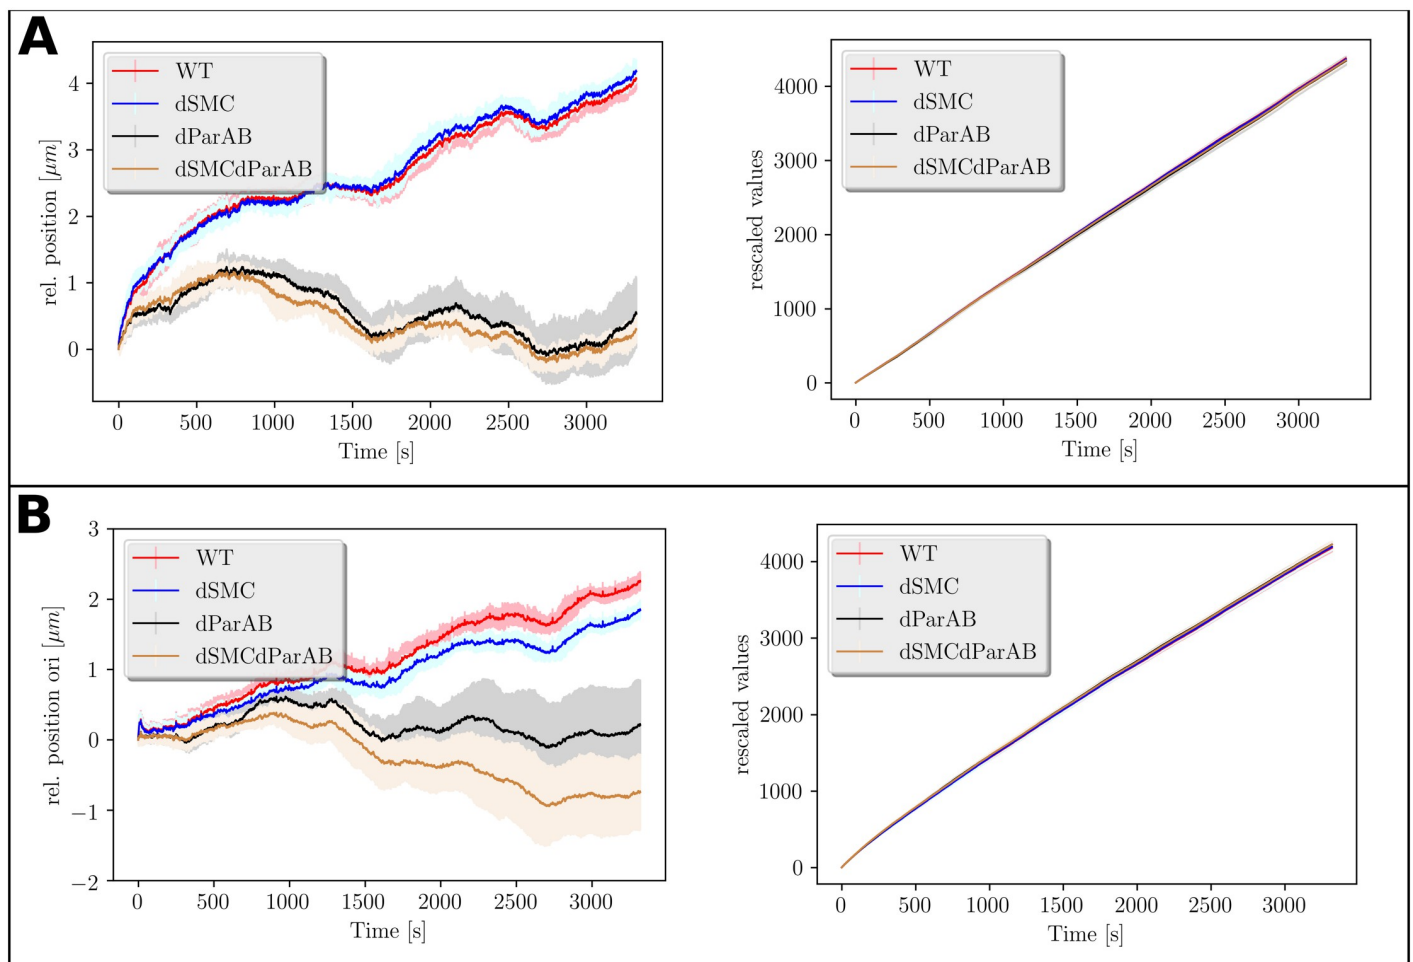 A
WT
dSMC
dParAB
dSMCdParAB
rel. position [μm]
4
3
2
1
0
0 500 1000 1500 2000 2500 3000
Time [s]
WT
dSMC
dParAB
dSMCdParAB
rescaled values
4000
3000
2000
1000
0
0 500 1000 1500 2000 2500 3000
Time [s]
B
WT
dSMC
dParAB
dSMCdParAB
rel. position ori [μm]
3
2
1
0
−1
−2
0 500 1000 1500 2000 2500 3000
Time [s]
WT
dSMC
dParAB
dSMCdParAB
rescaled values
4000
3000
2000
1000
0
0 500 1000 1500 2000 2500 3000
Time [s]